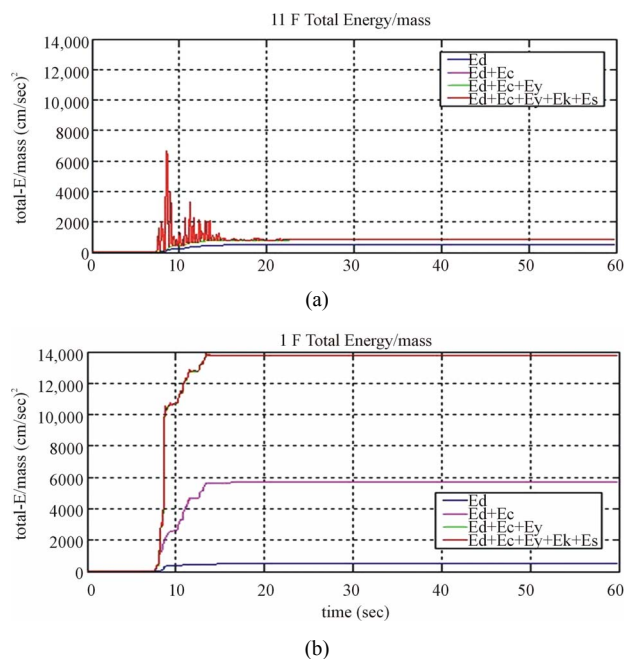 11 F Total Energy/mass
total-E/mass (cm/sec)²
14,000
12,000
10,000
8000
6000
4000
2000
0
0 10 20 30 40 50 60
Ed
Ed+Ec
Ed+Ec+Ey
Ed+Ec+Ey+Ek+Es
(a)
1 F Total Energy/mass
total-E/mass (cm/sec)²
14,000
12,000
10,000
8000
6000
4000
2000
0
0 10 20 30 40 50 60
Ed
Ed+Ec
Ed+Ec+Ey
Ed+Ec+Ey+Ek+Es
time (sec)
(b)